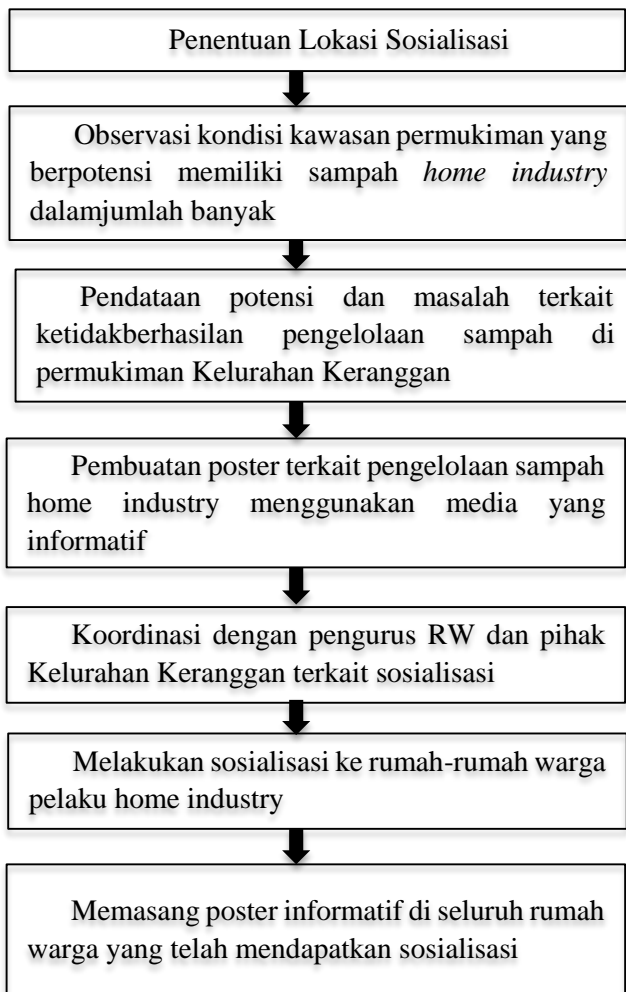 Penentuan Lokasi Sosialisasi
Observasi kondisi kawasan permukiman yang
berpotensi memiliki sampah home industry
dalamjumlah banyak
Pendataan potensi dan masalah terkait
ketidakberhasilan pengelolaan sampah di
permukiman Kelurahan Keranggan
Pembuatan poster terkait pengelolaan sampah
home industry menggunakan media yang
informatif
Koordinasi dengan pengurus RW dan pihak
Kelurahan Keranggan terkait sosialisasi
Melakukan sosialisasi ke rumah-rumah warga
pelaku home industry
Memasang poster informatif di seluruh rumah
warga yang telah mendapatkan sosialisasi